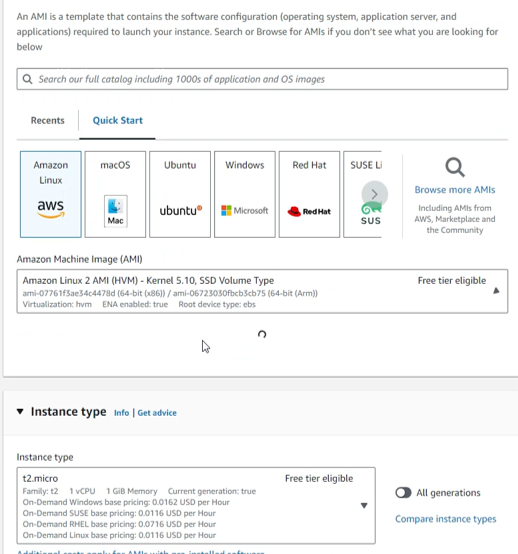 An AMI is a template that contains the software configuration (operating system, application server, and
applications) required to launch your instance. Search or Browse for AMIs if you don't see what you are looking for
below
Search our full catalog including 1000s of application and OS images
Recents
Quick Start
Amazon
Linux
aws
macOS
Mac
Ubuntu
ubuntu®
Windows
Microsoft
Red Hat
Red Hat
SUSE Li
SUS
Browse more AMIs
Including AMIs from
AWS, Marketplace and
the Community
Amazon Machine Image (AMI)
Amazon Linux 2 AMI (HVM) - Kernel 5.10, SSD Volume Type Free tier eligible
ami-07761f3ae34c4478d (64-bit (x86)) / ami-06723030fbcb3cb75 (64-bit (Arm))
Virtualization: hvm ENA enabled: true Root device type: ebs
Instance type Info | Get advice
Instance type
t2.micro Free tier eligible
Family: t2 1 vCPU 1 GiB Memory Current generation: true
On-Demand Windows base pricing: 0.0162 USD per Hour
On-Demand SUSE base pricing: 0.0116 USD per Hour
On-Demand RHEL base pricing: 0.0716 USD per Hour
On-Demand Linux base pricing: 0.0116 USD per Hour
All generations
Compare instance types
Additional costs apply for AMIs with pre-installed software